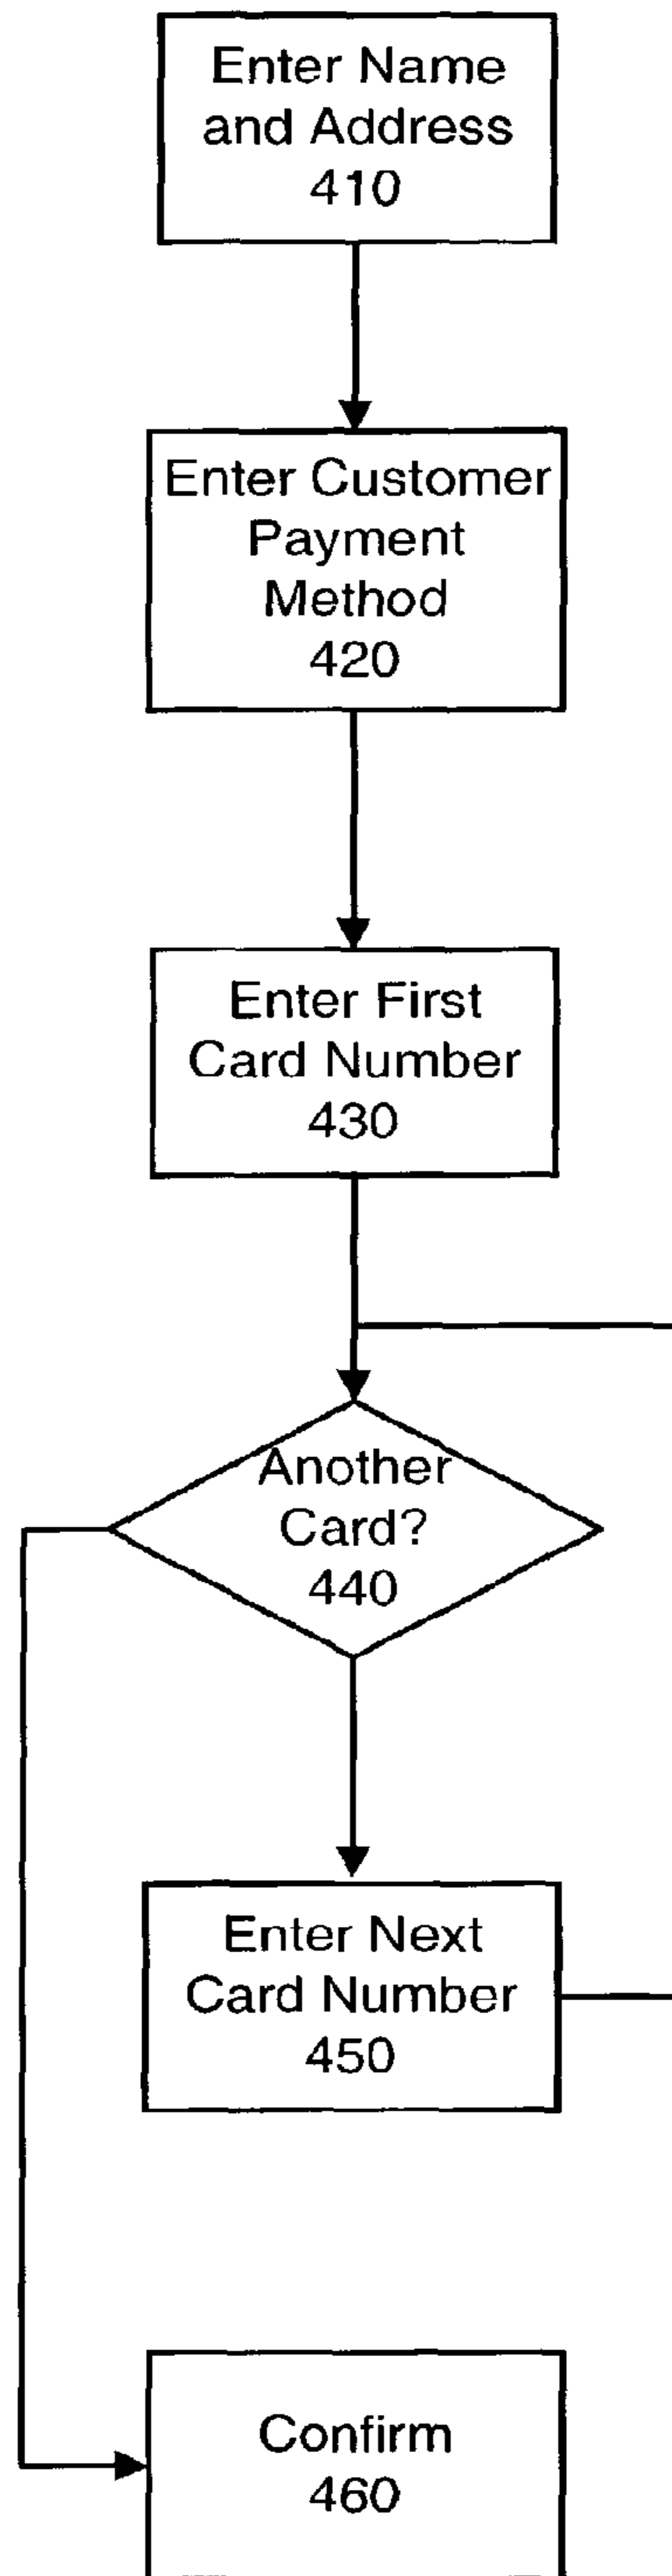 Enter Name
and Address
410
Enter Customer
Payment
Method
420
Enter First
Card Number
430
Another
Card?
440
Enter Next
Card Number
450
Confirm
460